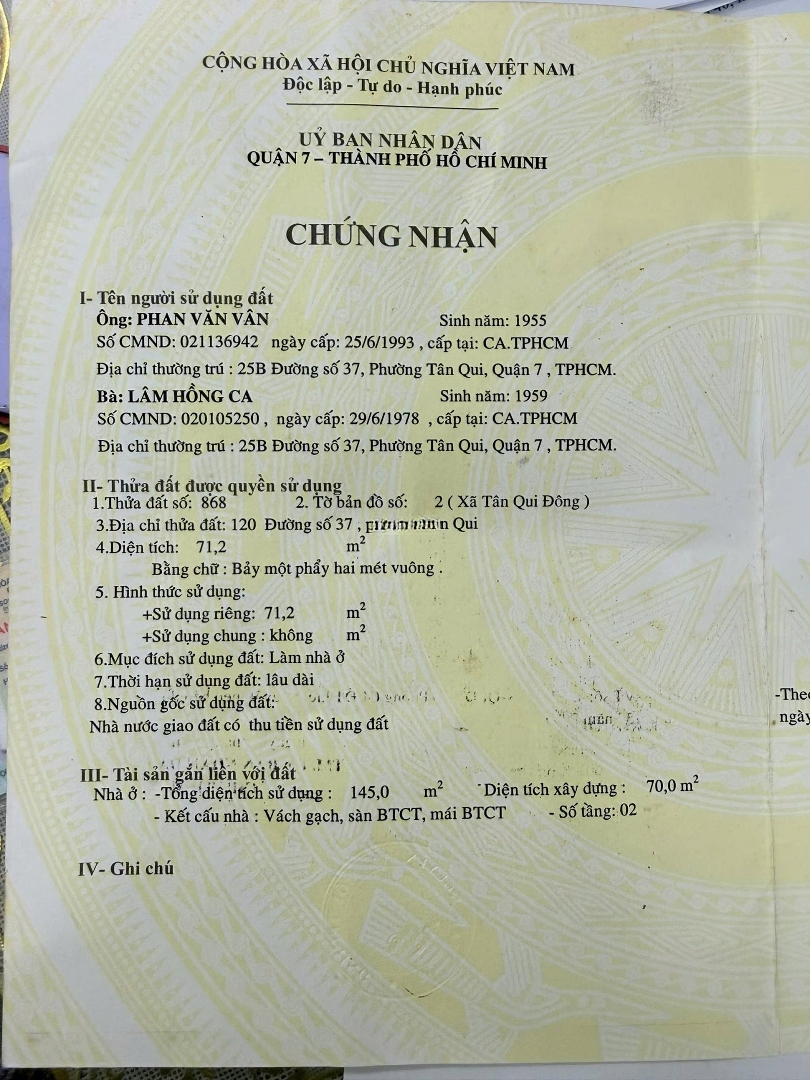 CỘNG HÒA XÃ HỘI CHỦ NGHĨA VIỆT NAM
Độc lập - Tự do - Hạnh phúc
UỶ BAN NHÂN DÂN
QUẬN 7 – THÀNH PHỐ HỒ CHÍ MINH
CHỨNG NHẬN
I- Tên người sử dụng đất
Ông: PHAN VĂN VÂN Sinh năm: 1955
Số CMND: 021136942 ngày cấp: 25/6/1993 , cấp tại: CA.TPHCM
Địa chỉ thường trú : 25B Đường số 37, Phường Tân Qui, Quận 7 , TPHCM.
Bà: LÂM HỒNG CA Sinh năm: 1959
Số CMND: 020105250 , ngày cấp: 29/6/1978 , cấp tại: CA.TPHCM
Địa chỉ thường trú : 25B Đường số 37, Phường Tân Qui, Quận 7 , TPHCM.
II- Thửa đất được quyền sử dụng
1.Thửa đất số: 868 2. Tờ bản đồ số: 2 ( Xã Tân Qui Đông )
3.Địa chỉ thửa đất: 120 Đường số 37 , Qui
4.Diện tích: 71,2 m²
Bằng chữ : Bảy một phẩy hai mét vuông .
5. Hình thức sử dụng:
+Sử dụng riêng: 71,2 m²
+Sử dụng chung : không m²
6.Mục đích sử dụng đất: Làm nhà ở
7.Thời hạn sử dụng đất: lâu dài
8.Nguồn gốc sử dụng đất:
-Theo
Nhà nước giao đất có thu tiền sử dụng đất
ngày
III- Tài sản gắn liền với đất
Nhà ở : -Tổng diện tích sử dụng : 145,0 m² Diện tích xây dựng : 70,0 m²
- Kết cấu nhà : Vách gạch, sàn BTCT, mái BTCT - Số tầng: 02
IV- Ghi chú